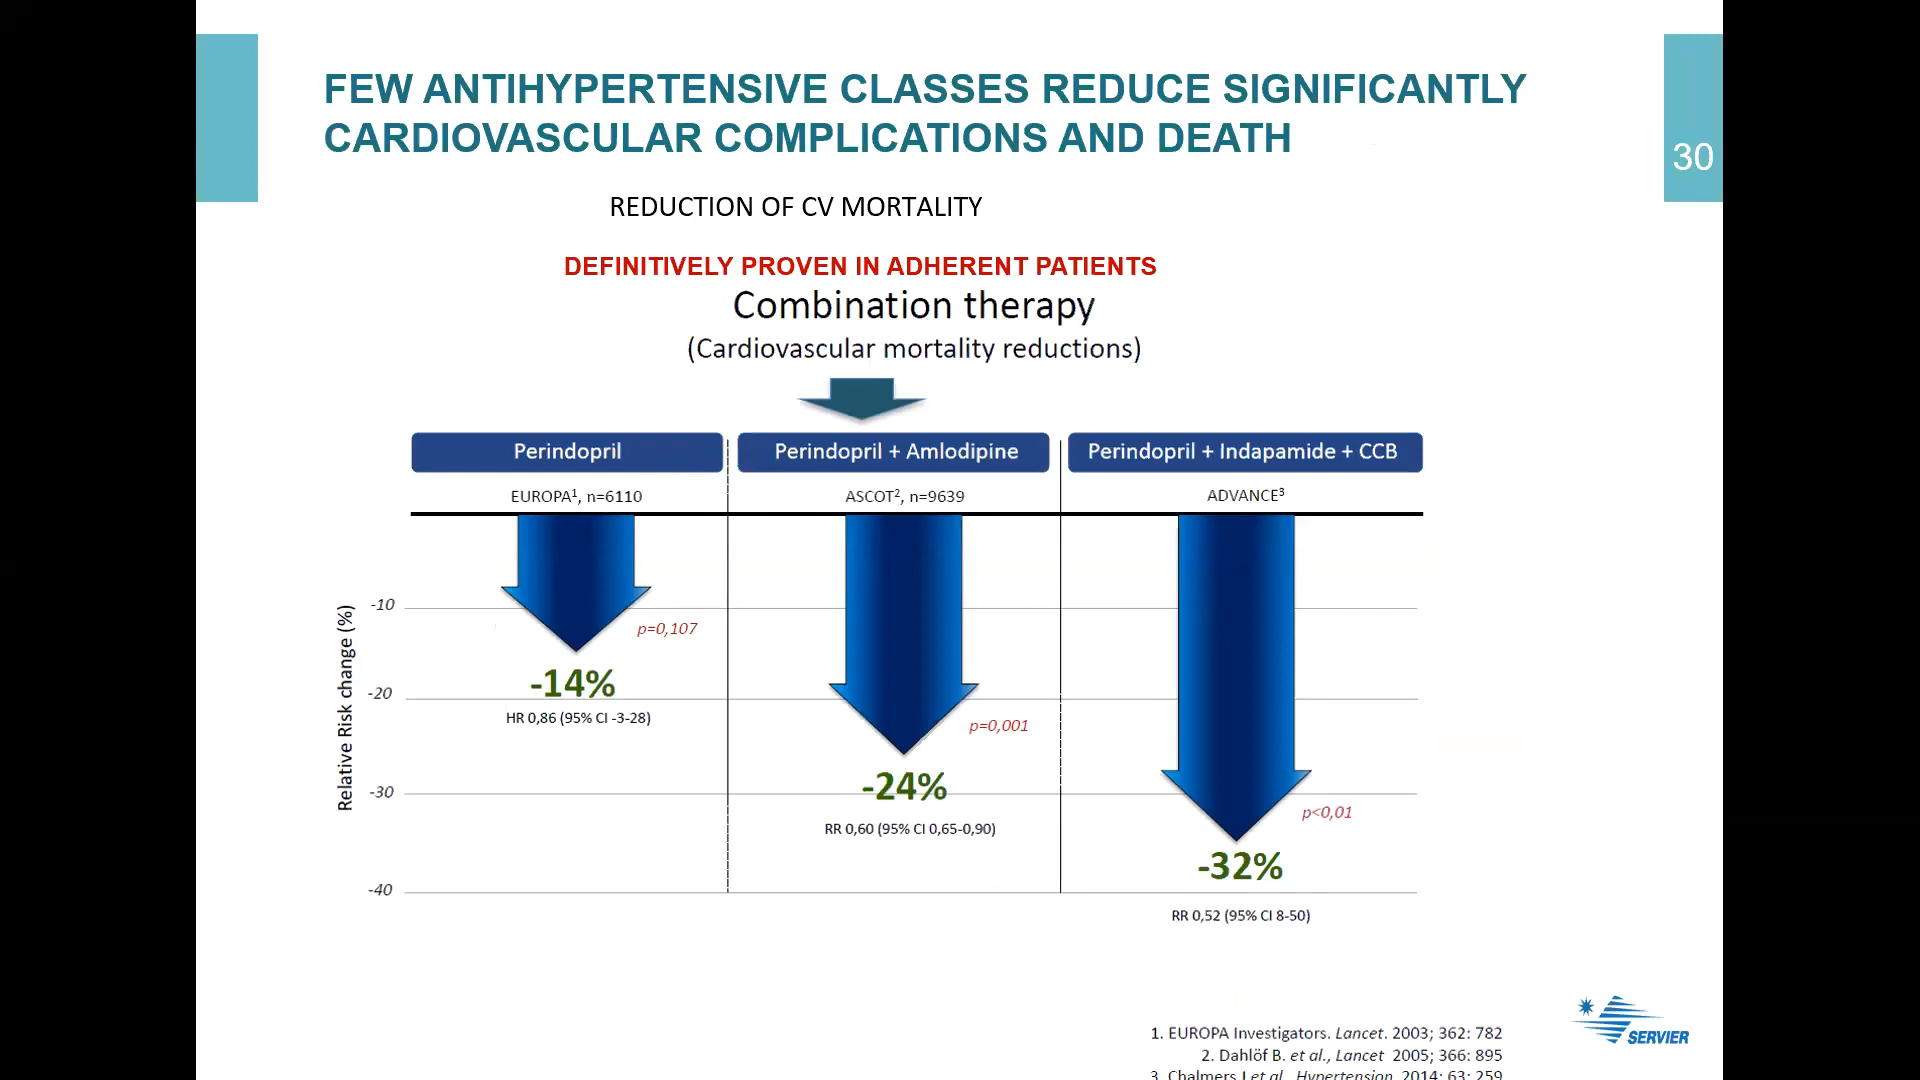 FEW ANTIHYPERTENSIVE CLASSES REDUCE SIGNIFICANTLY
CARDIOVASCULAR COMPLICATIONS AND DEATH
30
REDUCTION OF CV MORTALITY
DEFINITIVELY PROVEN IN ADHERENT PATIENTS
Combination therapy
(Cardiovascular mortality reductions)
Perindopril
Perindopril + Amlodipine
Perindopril + Indapamide + CCB
EUROPA¹, n=6110
ASCOT², n=9639
ADVANCE³
Relative Risk change (%)
-10
-20
-30
-40
p=0,107
-14%
HR 0,86 (95% CI -3-28)
p=0,001
-24%
RR 0,60 (95% CI 0,65-0,90)
p<0,01
-32%
RR 0,52 (95% CI 8-50)
1. EUROPA Investigators. Lancet. 2003; 362: 782
2. Dahlöf B. et al., Lancet 2005; 366: 895
3. Chalmers J et al., Hypertension. 2014; 63: 259
SERVIER